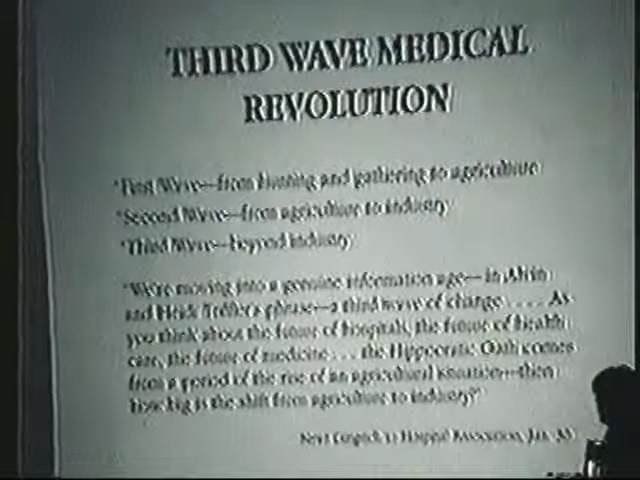 THIRD WAVE MEDICAL
REVOLUTION
*First Wave—from hunting and gathering to agriculture
*Second Wave—from agriculture to industry
*Third Wave—beyond industry
"We're moving into a genuine information age—in Alvin
and Heidi Toffler's phrase—a third wave of change . . . . As
you think about the future of hospitals, the future of health
care, the future of medicine . . . the Hippocratic Oath comes
from a period of the rise of an agricultural situation—then
how big is the shift from agriculture to industry?"
Newt Gingrich to Hospital Association, Jan.